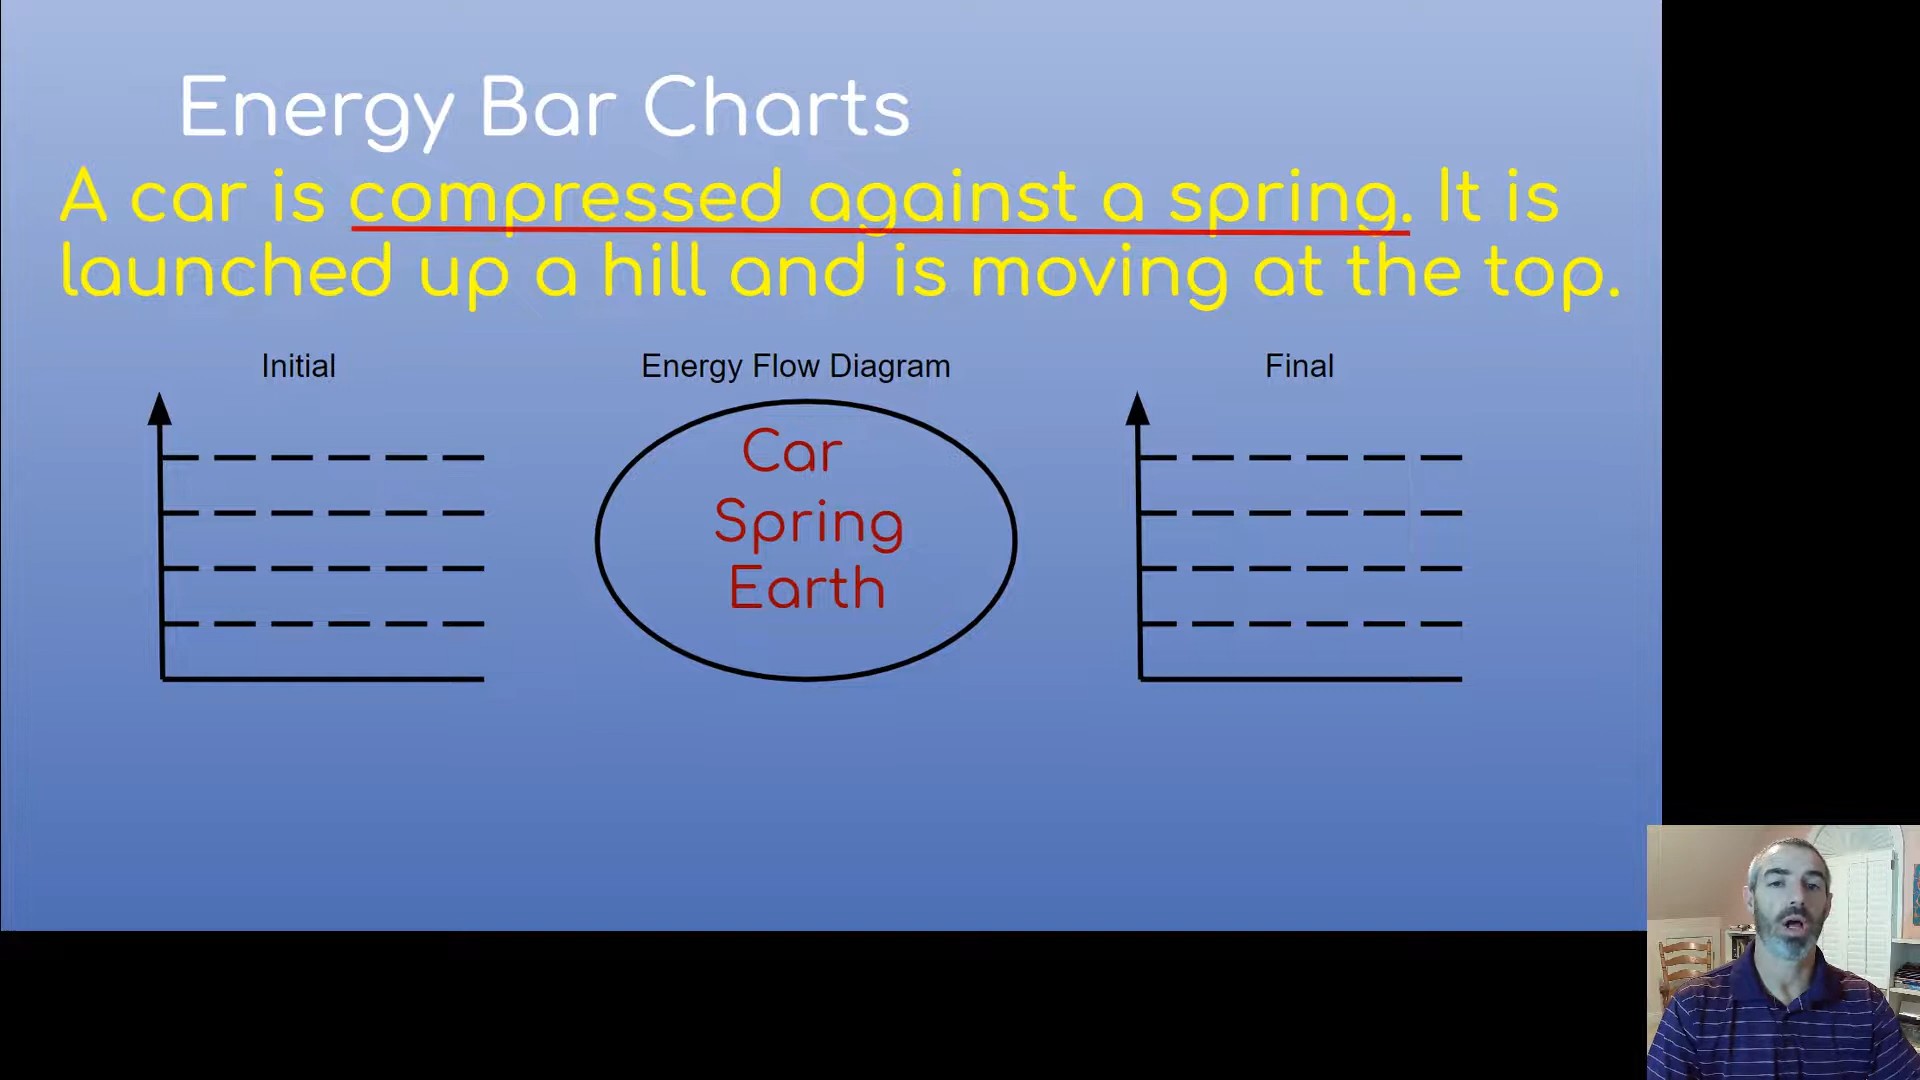 Energy Bar Charts
A car is compressed against a spring. It is
launched up a hill and is moving at the top.
Initial
Energy Flow Diagram
Final
Car
Spring
Earth